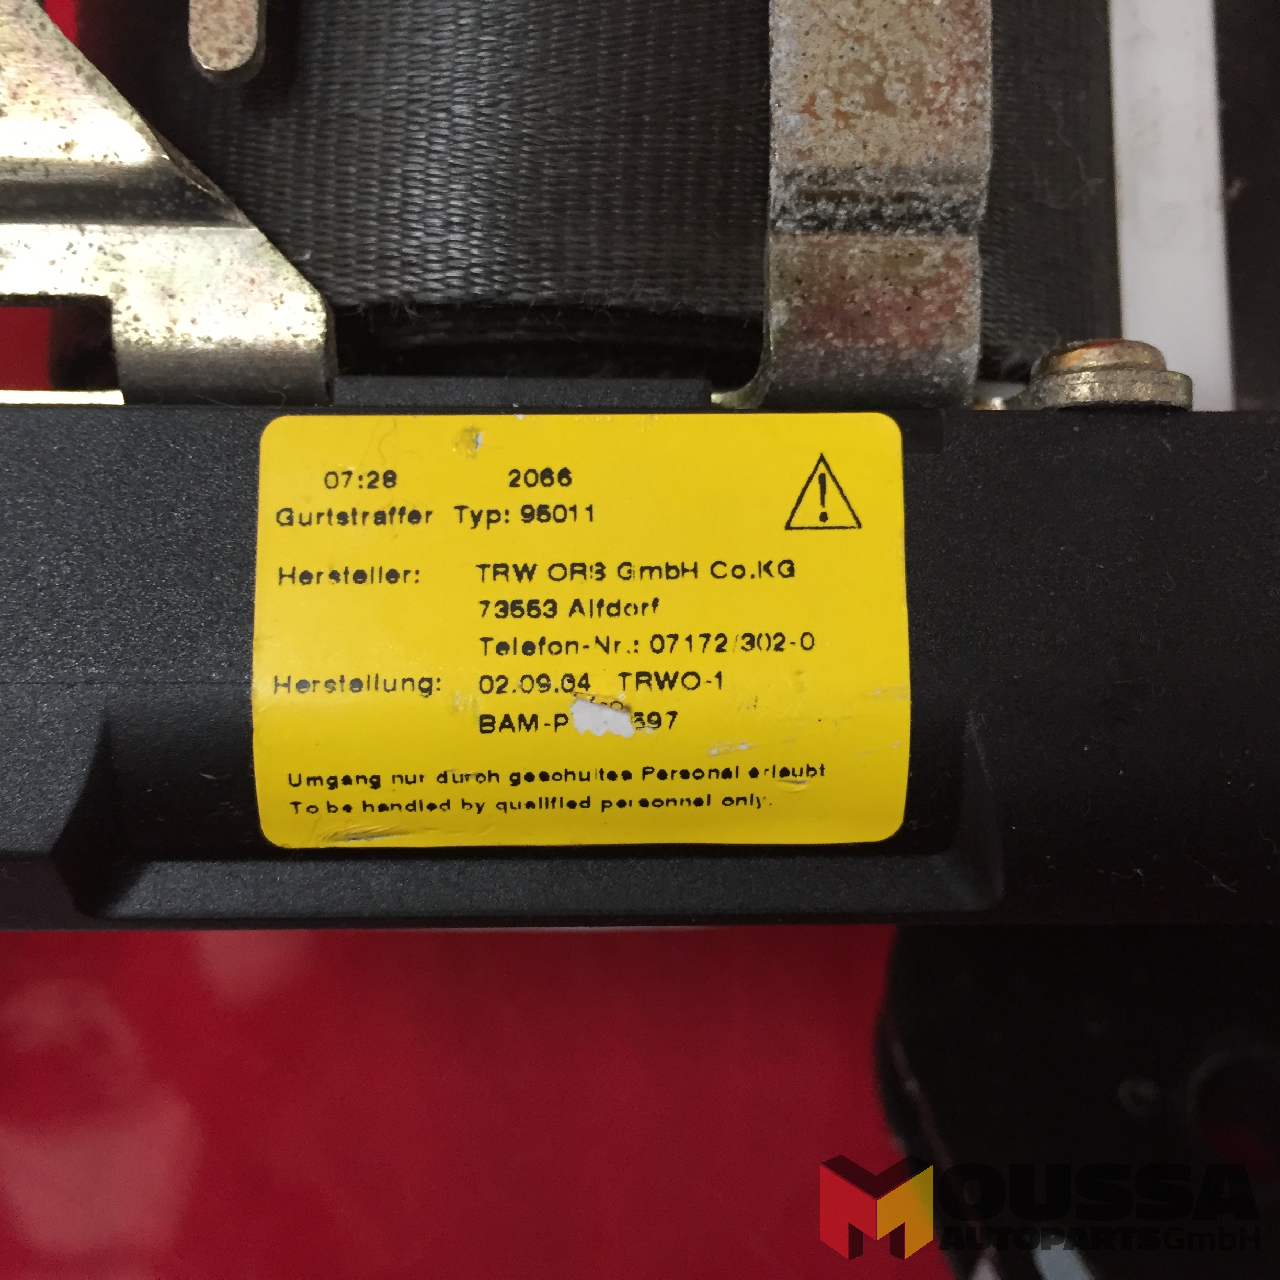 07:28 2066
Gurtstraffer Typ: 95011
Hersteller: TRW ORS GmbH Co.KG
73553 Alfdorf
Telefon-Nr.: 07172/302-0
Herstellung: 02.09.04 TRWO-1
BAM-P
Umgang nur durch geschultes Personal erlaubt
To be handled by qualified personnel only.
MOUSSA
AUTOPARTS GmbH